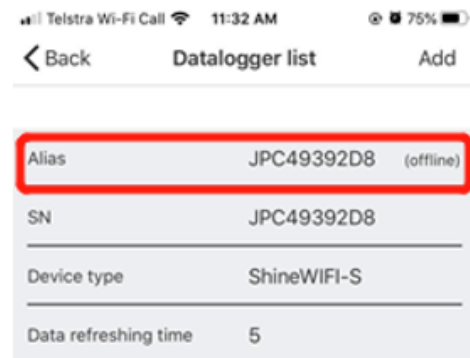 Telstra Wi-Fi Call 11:32 AM 75%
Back Datalogger list Add
Alias JPC49392D8 (offline)
SN JPC49392D8
Device type ShineWIFI-S
Data refreshing time 5